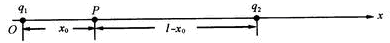 q₁ P q₂
O x₀ l-x₀ x